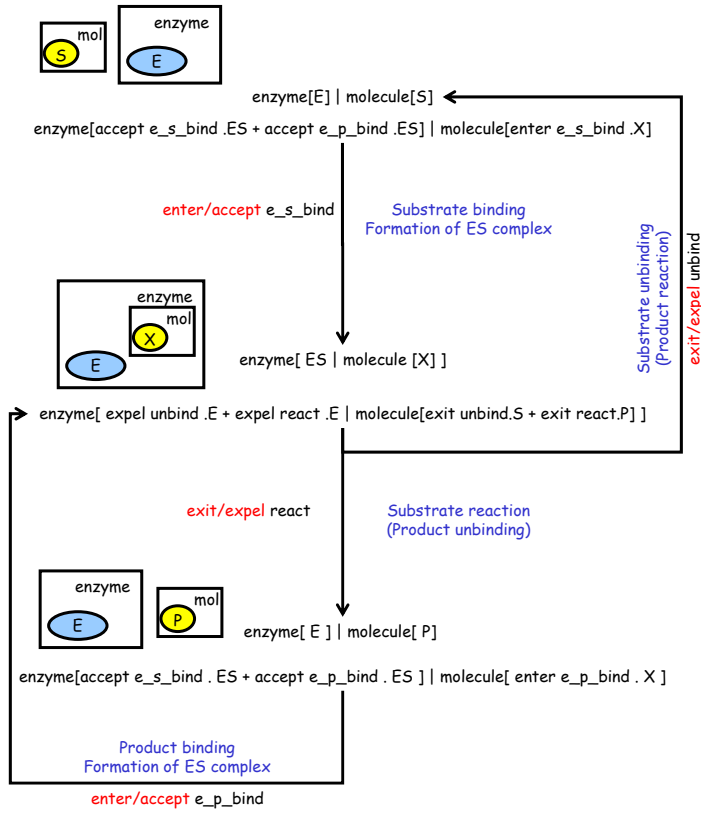 mol
S
enzyme
E
enzyme[E] | molecule[S]
enzyme[accept e_s_bind .ES + accept e_p_bind .ES] | molecule[enter e_s_bind .X]
enter/accept e_s_bind
Substrate binding
Formation of ES complex
Substrate unbinding
(Product reaction)
exit/expel unbind
enzyme
mol
X
E
enzyme[ ES | molecule [X] ]
enzyme[ expel unbind .E + expel react .E | molecule[exit unbind.S + exit react.P] ]
exit/expel react
Substrate reaction
(Product unbinding)
enzyme
E
mol
P
enzyme[ E ] | molecule[ P]
enzyme[accept e_s_bind . ES + accept e_p_bind . ES ] | molecule[ enter e_p_bind . X ]
Product binding
Formation of ES complex
enter/accept e_p_bind